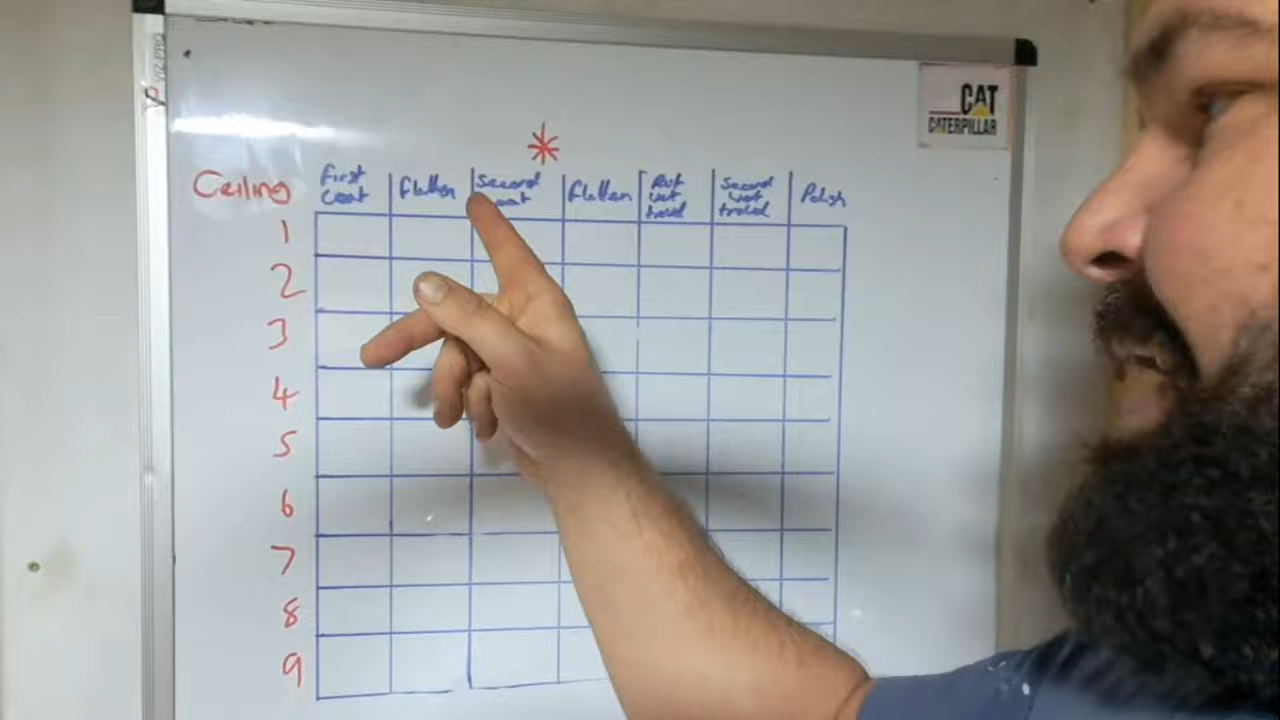 *
Ceiling
First coat
flatten
Second coat
flatten
wet trowel
Second wet trowel
Polish
1
2
3
4
5
6
7
8
9
CAT
CATERPILLAR